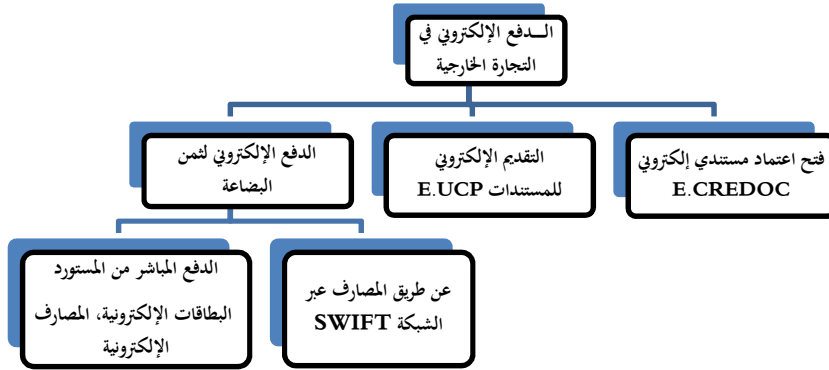 الـــدفع الإلكتروني في
التجارة الخارجية
فتح اعتماد مستندي إلكتروني
E.CREDOC
التقديم الإلكتروني
للمستندات E.UCP
الدفع الإلكتروني لثمن
البضاعة
عن طريق المصارف عبر
الشبكة SWIFT
الدفع المباشر من المستورد
البطاقات الإلكترونية، المصارف
الإلكترونية